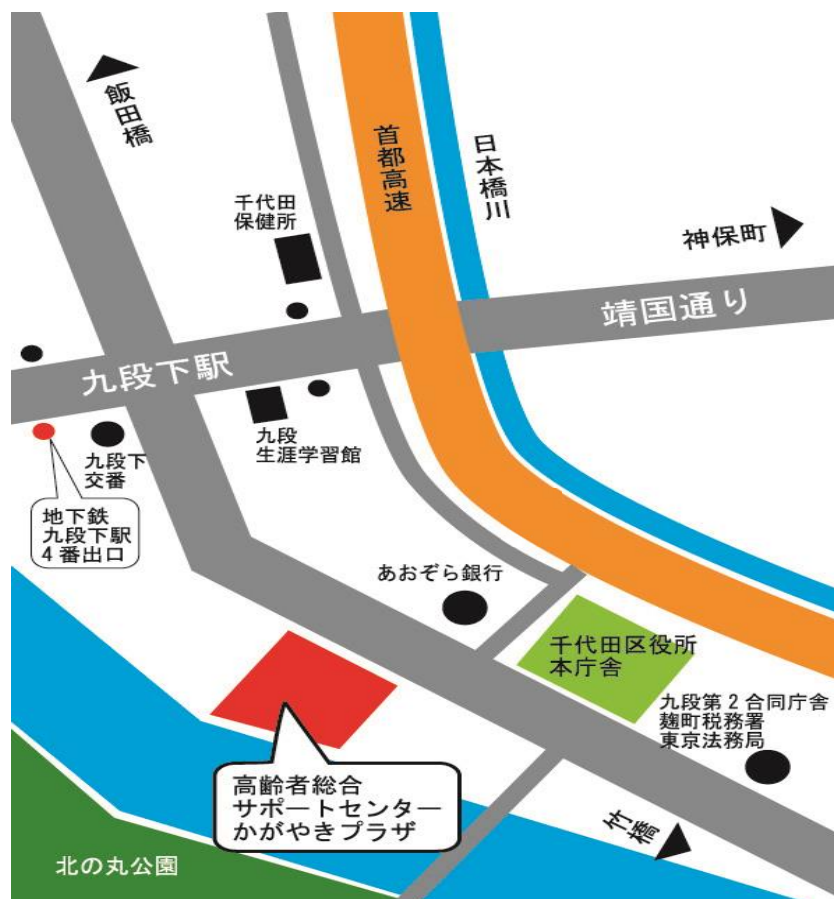 飯田橋
首都高速
日本橋川
千代田
保健所
神保町
靖国通り
九段下駅
九段
生涯学習館
九段下
交番
地下鉄
九段下駅
4番出口
あおぞら銀行
千代田区役所
本庁舎
九段第2合同庁舎
麹町税務署
東京法務局
高齢者総合
サポートセンター
かがやきプラザ
竹橋
北の丸公園